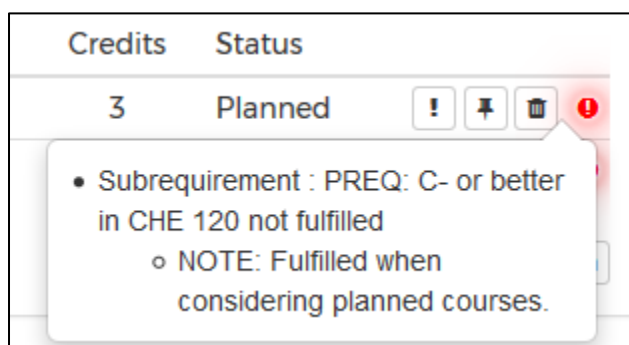 Credits Status
3 Planned
• Subrequirement : PREQ: C- or better
in CHE 120 not fulfilled
○ NOTE: Fulfilled when
considering planned courses.